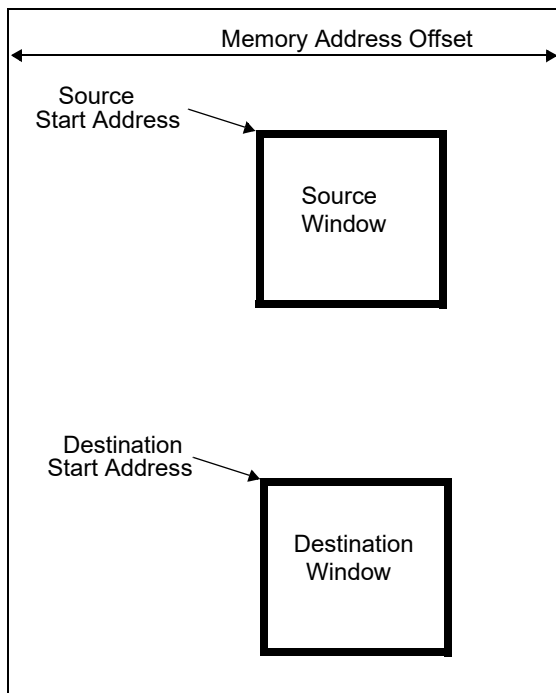 Memory Address Offset
Source
Start Address
Source
Window
Destination
Start Address
Destination
Window